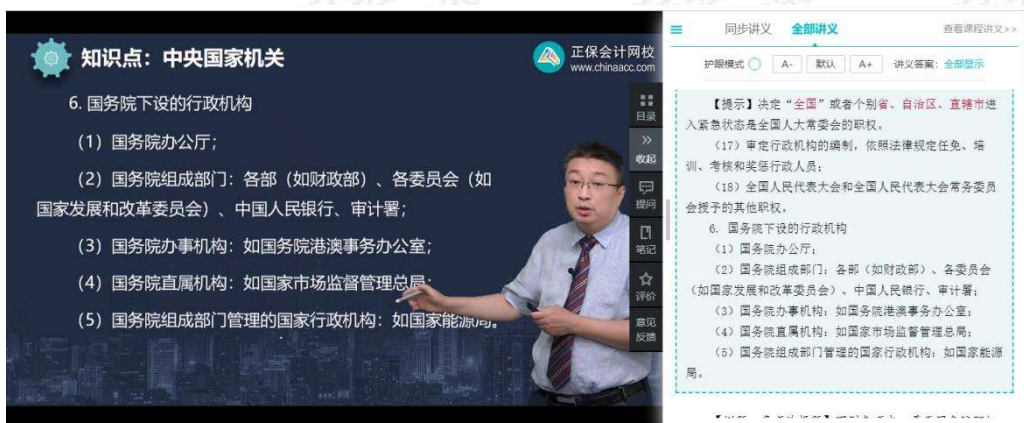 知识点：中央国家机关
正保会计网校
www.chinaacc.com
6. 国务院下设的行政机构
（1）国务院办公厅；
（2）国务院组成部门：各部（如财政部）、各委员会（如
国家发展和改革委员会）、中国人民银行、审计署；
（3）国务院办事机构：如国务院港澳事务办公室；
（4）国务院直属机构：如国家市场监督管理总局；
（5）国务院组成部门管理的国家行政机构：如国家能源局。
目录
收起
提问
笔记
评价
意见
反馈
同步讲义 全部讲义 查看课程讲义>>
护眼模式 A- 默认 A+ 讲义答案：全部显示
【提示】决定“全国”或者个别省、自治区、直辖市进
入紧急状态是全国人大常委会的职权。
（17）审定行政机构的编制，依照法律规定任免、培
训、考核和奖惩行政人员；
（18）全国人民代表大会和全国人民代表大会常务委员
会授予的其他职权。
6. 国务院下设的行政机构
（1）国务院办公厅；
（2）国务院组成部门：各部（如财政部）、各委员会
（如国家发展和改革委员会）、中国人民银行、审计署；
（3）国务院办事机构：如国务院港澳事务办公室；
（4）国务院直属机构：如国家市场监督管理总局；
（5）国务院组成部门管理的国家行政机构：如国家能源
局。